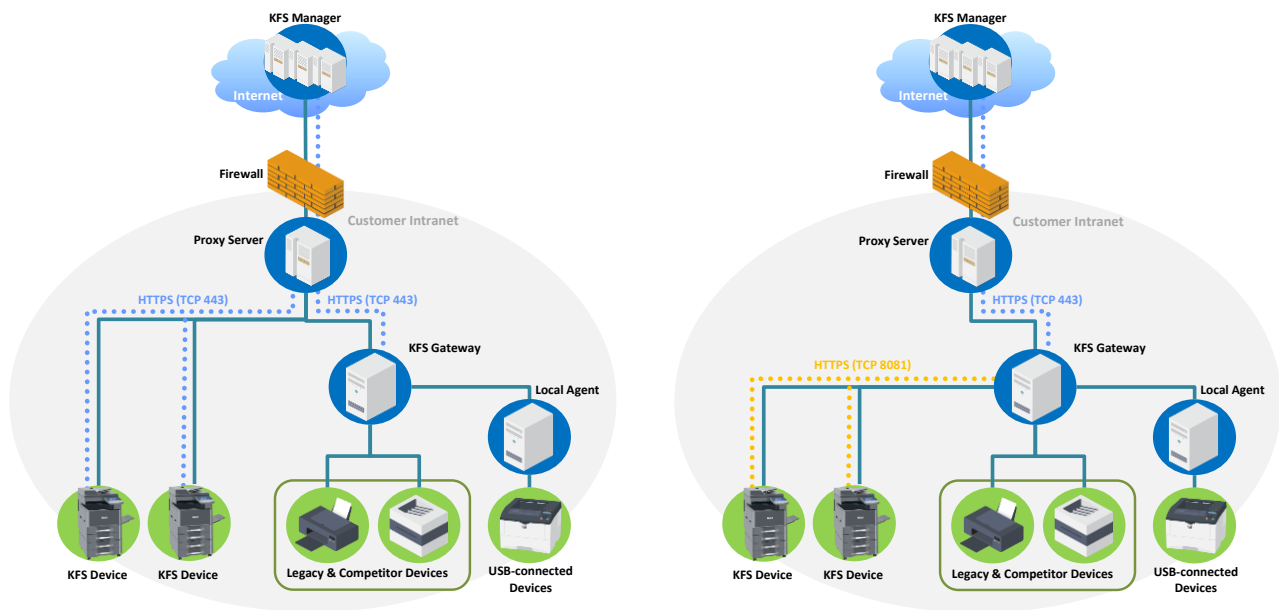 KFS Manager
Internet
Firewall
Customer Intranet
Proxy Server
HTTPS (TCP 443)
HTTPS (TCP 443)
KFS Gateway
Local Agent
KFS Device
KFS Device
Legacy & Competitor Devices
USB-connected
Devices
KFS Manager
Internet
Firewall
Customer Intranet
Proxy Server
HTTPS (TCP 443)
KFS Gateway
HTTPS (TCP 8081)
Local Agent
KFS Device
KFS Device
Legacy & Competitor Devices
USB-connected
Devices